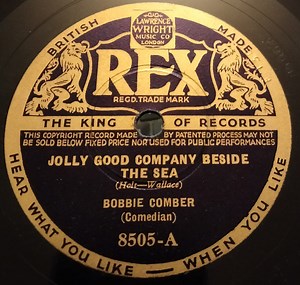 LAWRENCE
WRIGHT
MUSIC CO
LONDON
BRITISH MADE
REX
REGD. TRADE MARK
THE KING OF RECORDS
THIS COPYRIGHT RECORD MADE BY PATENTED PROCESS MAY NOT
BE SOLD BELOW FIXED PRICE NOR USED FOR PUBLIC PERFORMANCES
JOLLY GOOD COMPANY BESIDE
THE SEA
(Holt—Wallace)
BOBBIE COMBER
(Comedian)
8505-A
HEAR WHAT YOU LIKE — WHEN YOU LIKE